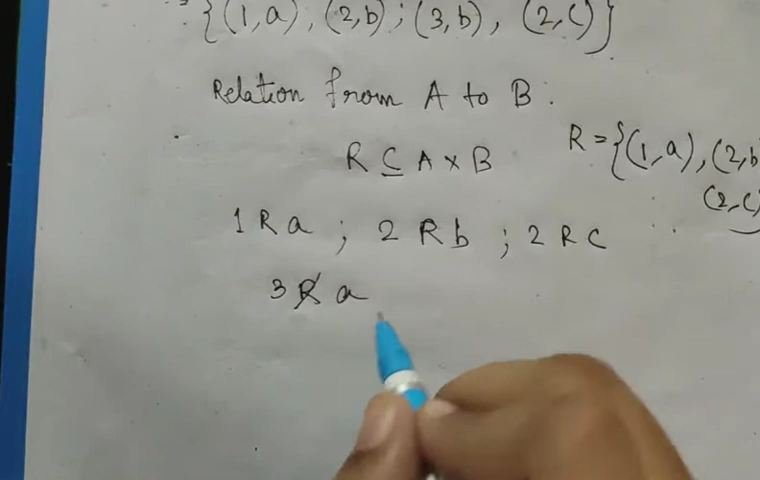 = {(1,a), (2,b); (3,b), (2,c)}
Relation from A to B.
R ⊆ A × B
R = {(1,a), (2,b
(2,c)
1 R a ; 2 R b ; 2 R C
3 R̸ a